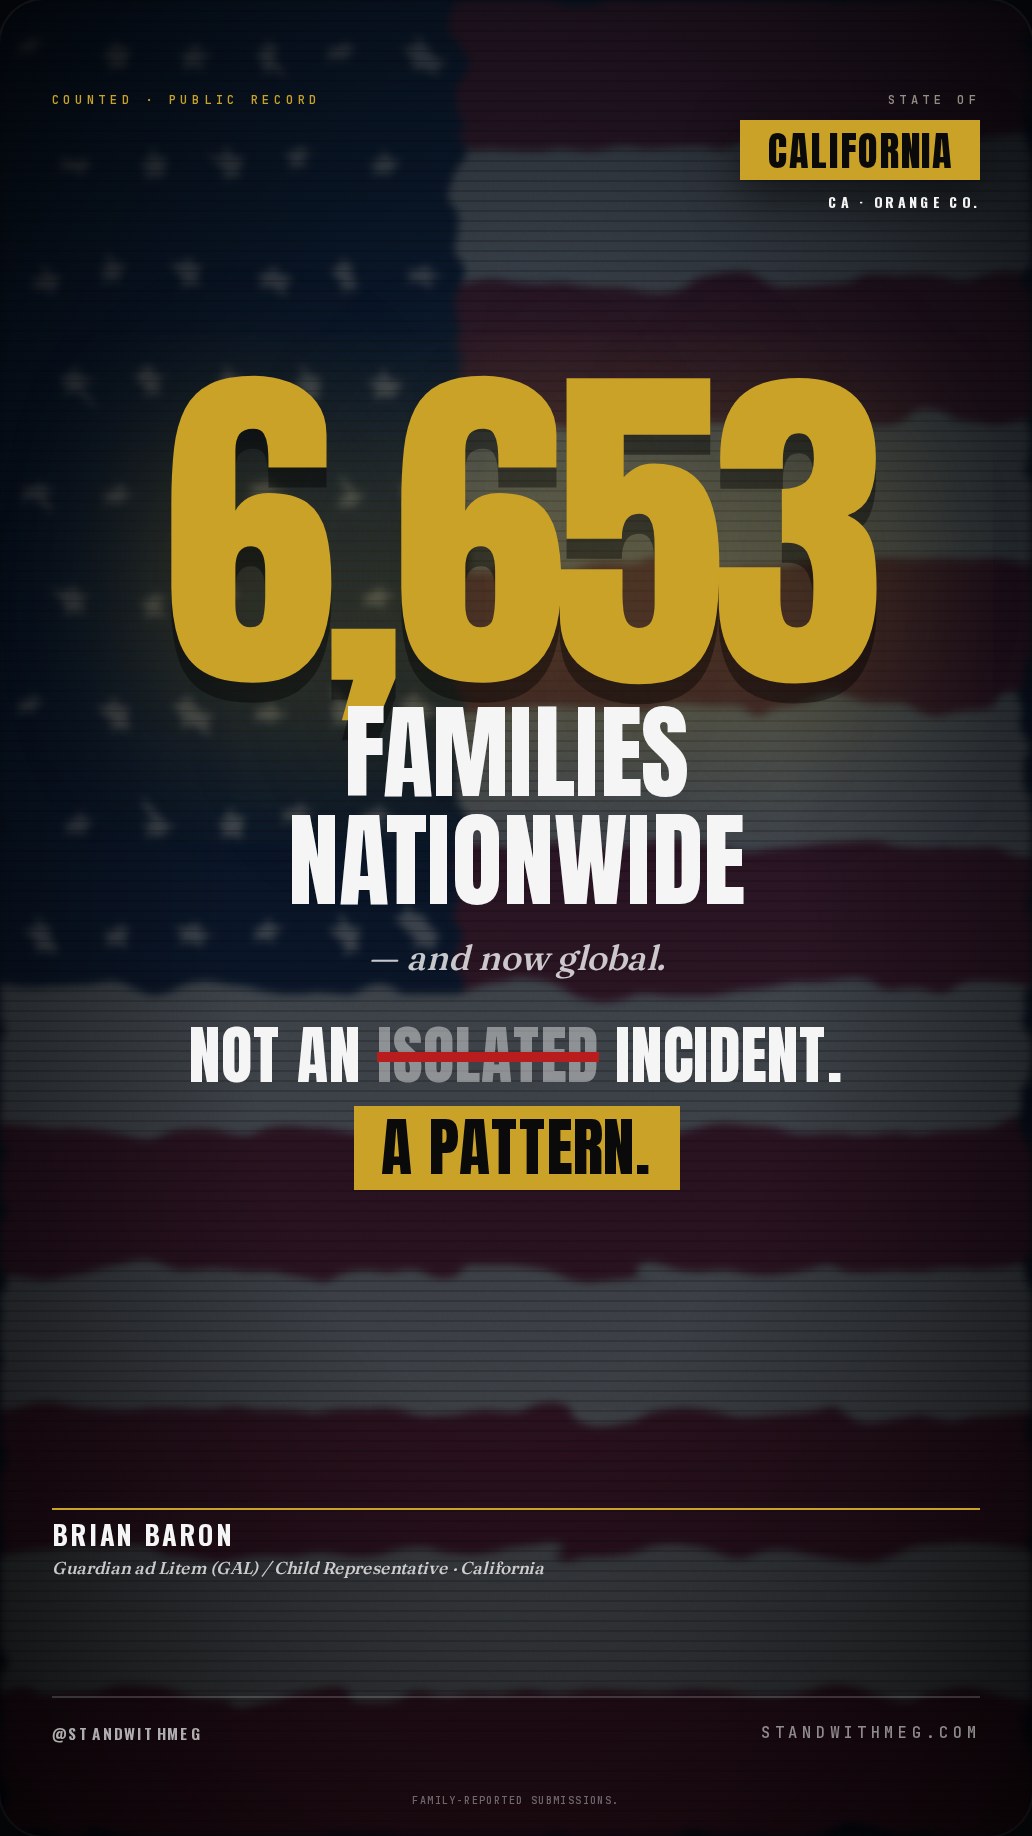 COUNTED · PUBLIC RECORD
STATE OF
CALIFORNIA
CA · ORANGE CO.
6,653
FAMILIES
NATIONWIDE
— and now global.
NOT AN ISOLATED INCIDENT.
A PATTERN.
BRIAN BARON
Guardian ad Litem (GAL) / Child Representative · California
@STANDWITHMEG
STANDWITHMEG.COM
FAMILY-REPORTED SUBMISSIONS.